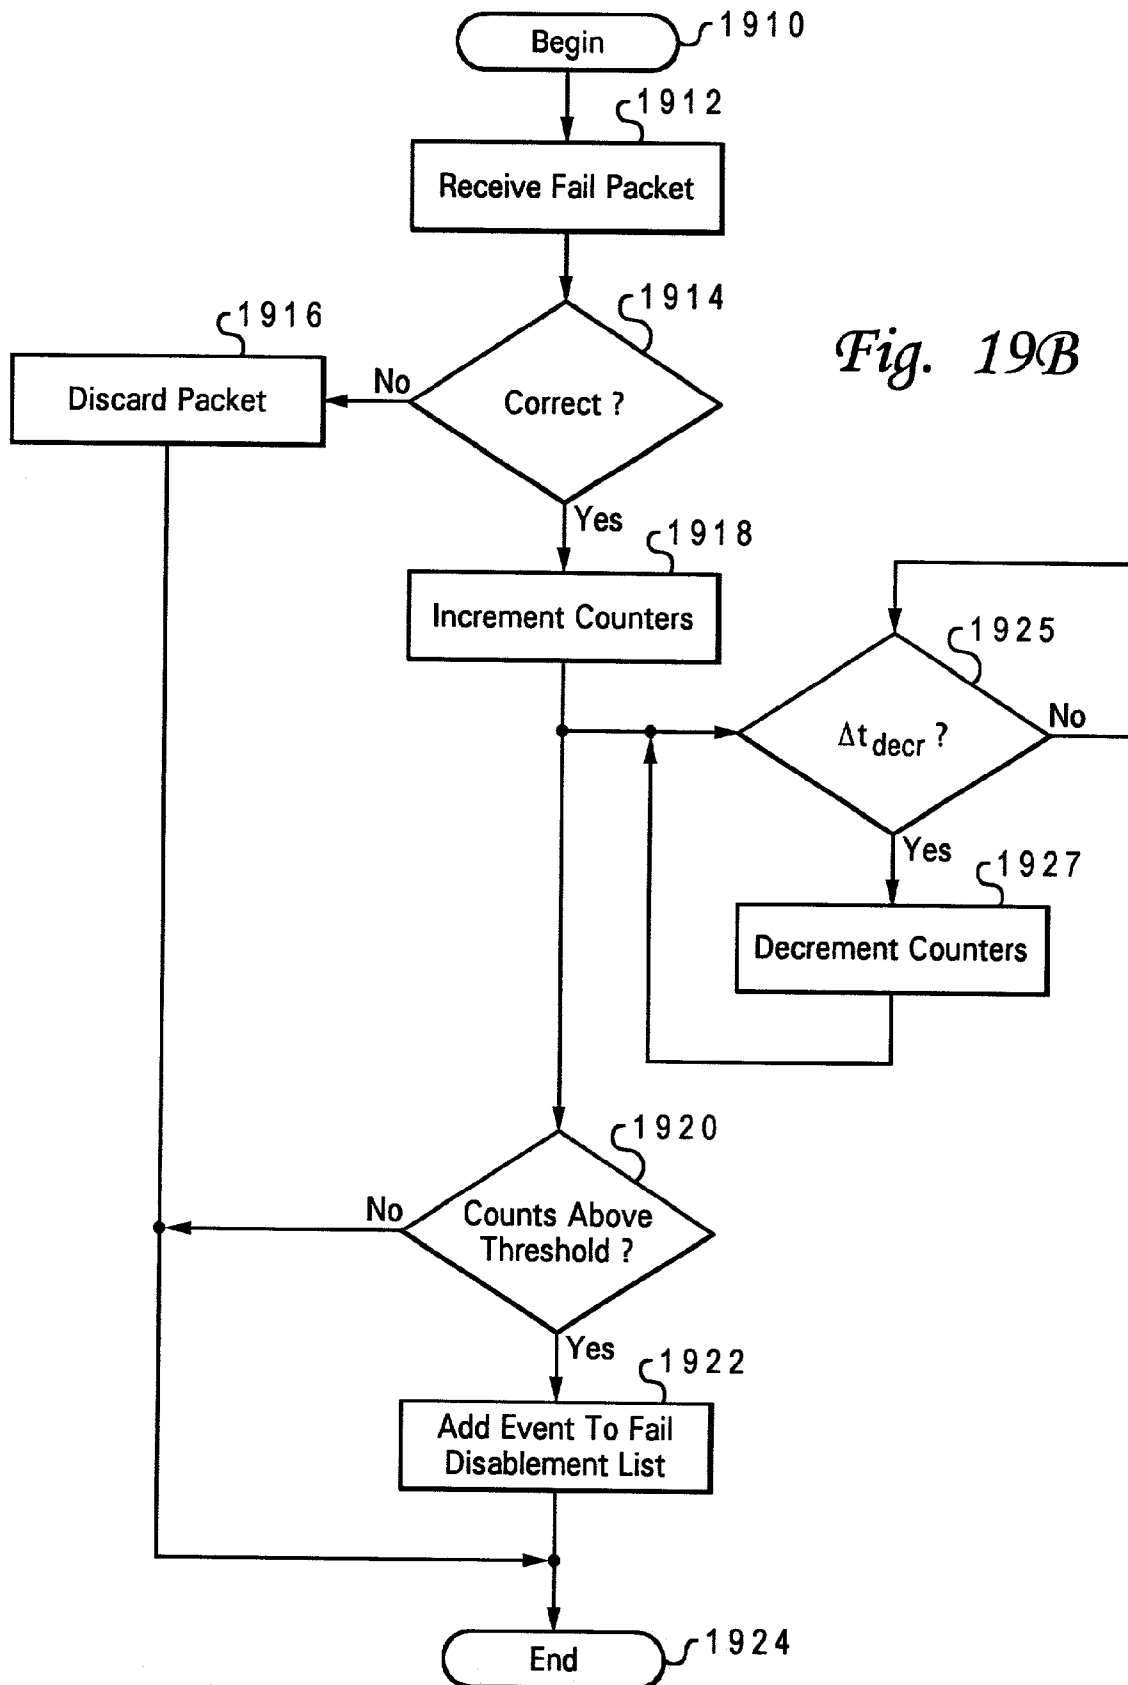 Begin
1910
1912
Receive Fail Packet
1914
1916
Fig. 19B
Discard Packet
No
Correct ?
Yes
1918
Increment Counters
1925
No
Δt_decr ?
Yes
1927
Decrement Counters
1920
No
Counts Above
Threshold ?
Yes
1922
Add Event To Fail
Disablement List
End
1924